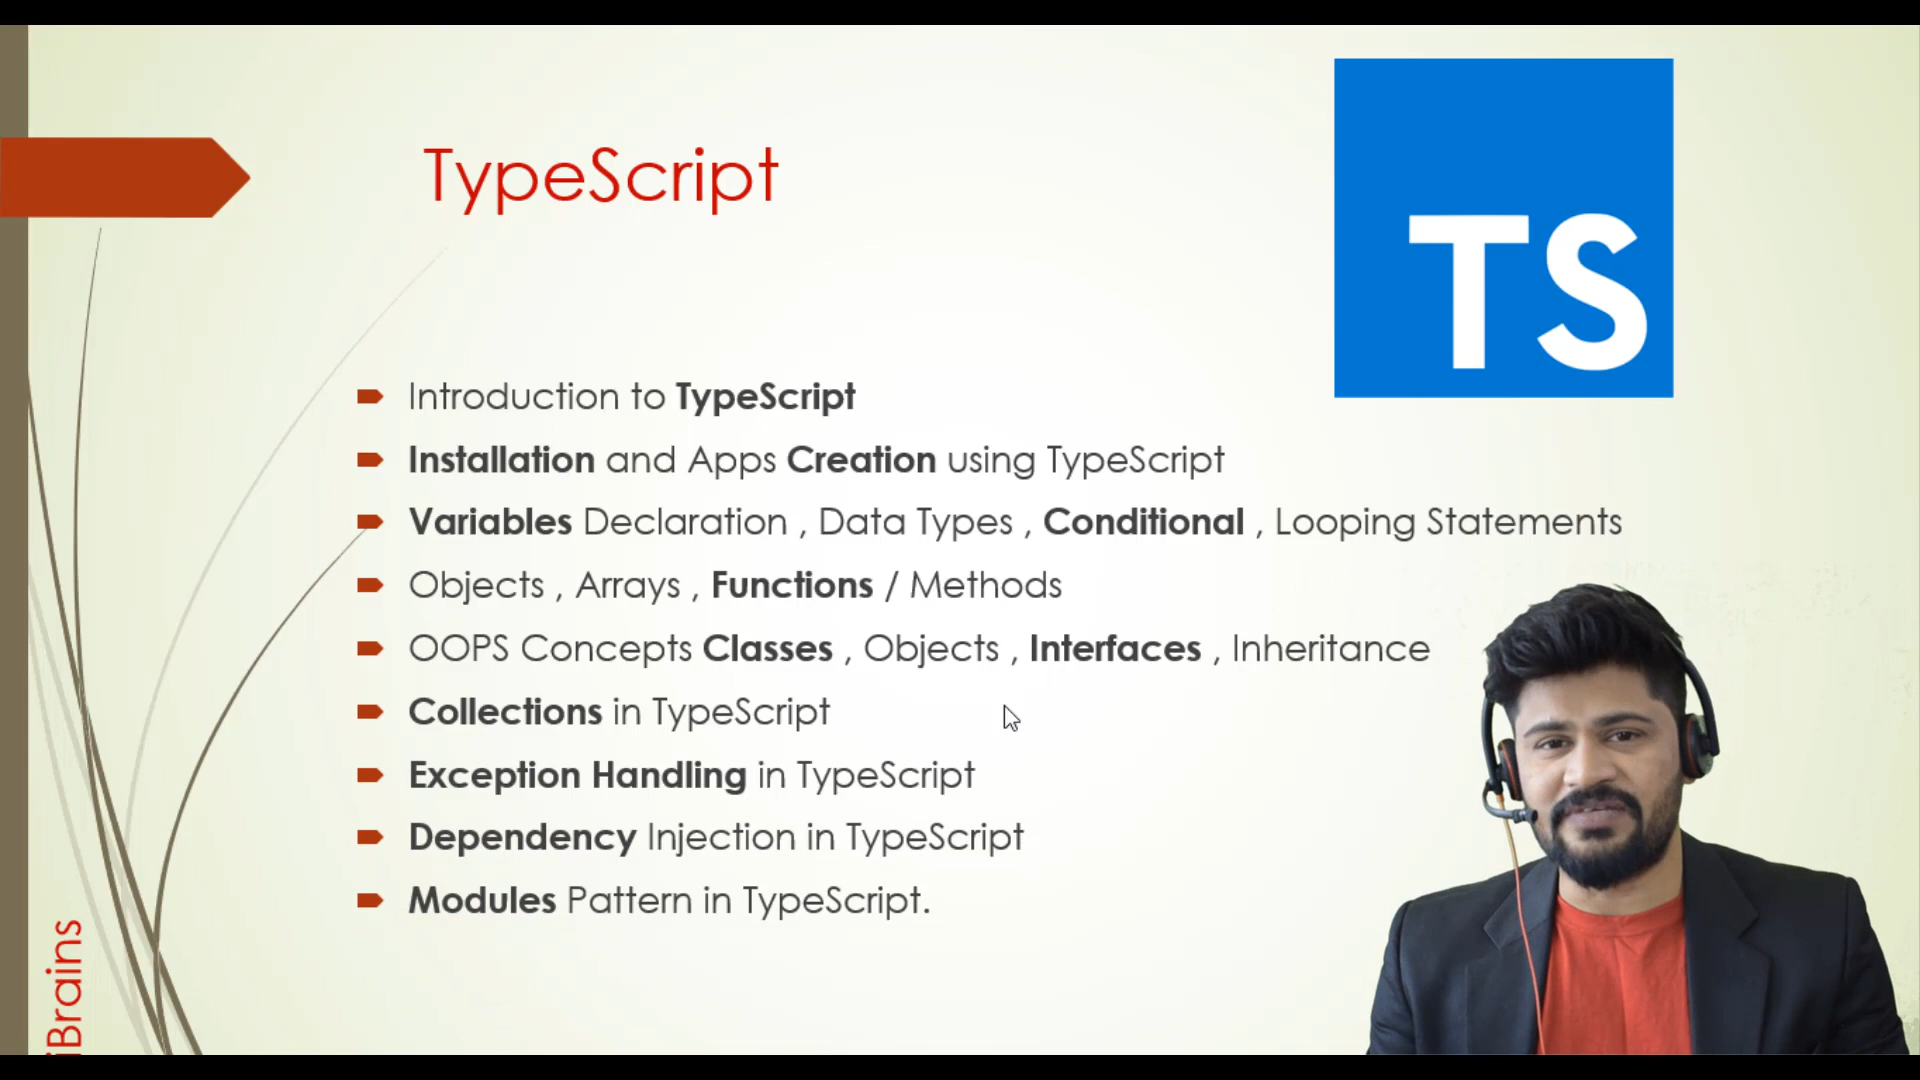 TypeScript
TS
Introduction to TypeScript
Installation and Apps Creation using TypeScript
Variables Declaration , Data Types , Conditional , Looping Statements
Objects , Arrays , Functions / Methods
OOPS Concepts Classes , Objects , Interfaces , Inheritance
Collections in TypeScript
Exception Handling in TypeScript
Dependency Injection in TypeScript
Modules Pattern in TypeScript.
iBrains